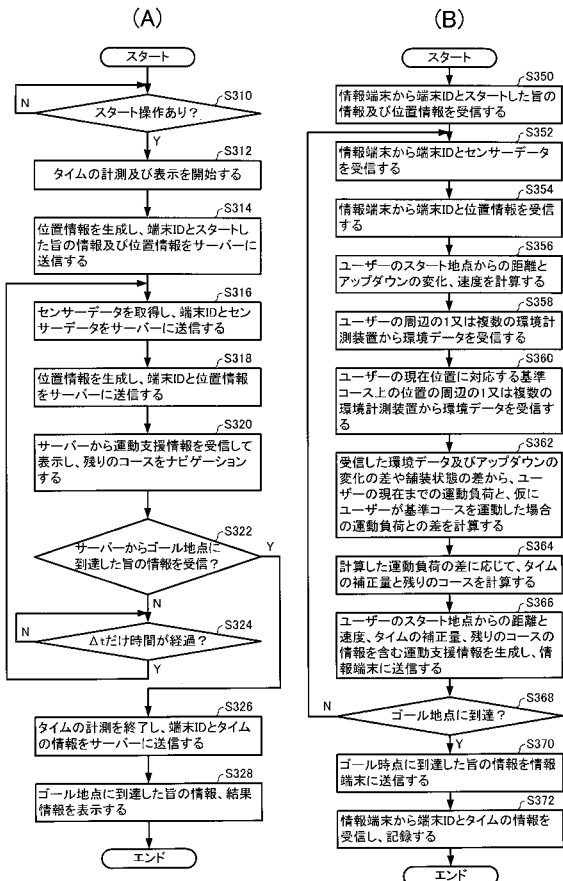 (A)
スタート
S310
スタート操作あり?
N
Y
S312
タイムの計測及び表示を開始する
S314
位置情報を生成し、端末IDとスタートし
た旨の情報及び位置情報をサーバーに
送信する
S316
センサーデータを取得し、端末IDとセン
サーデータをサーバーに送信する
S318
位置情報を生成し、端末IDと位置情報
をサーバーに送信する
S320
サーバーから運動支援情報を受信して
表示し、残りのコースをナビゲーション
する
S322
サーバーからゴール地点に
到達した旨の情報を受信?
Y
N
S324
Δtだけ時間が経過?
N
Y
S326
タイムの計測を終了し、端末IDとタイム
の情報をサーバーに送信する
S328
ゴール地点に到達した旨の情報、結果
情報を表示する
エンド
(B)
スタート
S350
情報端末から端末IDとスタートした旨の
情報及び位置情報を受信する
S352
情報端末から端末IDとセンサーデータ
を受信する
S354
情報端末から端末IDと位置情報を受信
する
S356
ユーザーのスタート地点からの距離と
アップダウンの変化、速度を計算する
S358
ユーザーの周辺の1又は複数の環境計
測装置から環境データを受信する
S360
ユーザーの現在位置に対応する基準
コース上の位置の周辺の1又は複数の
環境計測装置から環境データを受信す
る
S362
受信した環境データ及びアップダウンの
変化の差や舗装状態の差から、ユー
ザーの現在までの運動負荷と、仮に
ユーザーが基準コースを運動した場合
の運動負荷との差を計算する
S364
計算した運動負荷の差に応じて、タイム
の補正量と残りのコースを計算する
S366
ユーザーのスタート地点からの距離と
速度、タイムの補正量、残りのコースの
情報を含む運動支援情報を生成し、情
報端末に送信する
S368
N
ゴール地点に到達?
Y
S370
ゴール時点に到達した旨の情報を情報
端末に送信する
S372
情報端末から端末IDとタイムの情報を
受信し、記録する
エンド